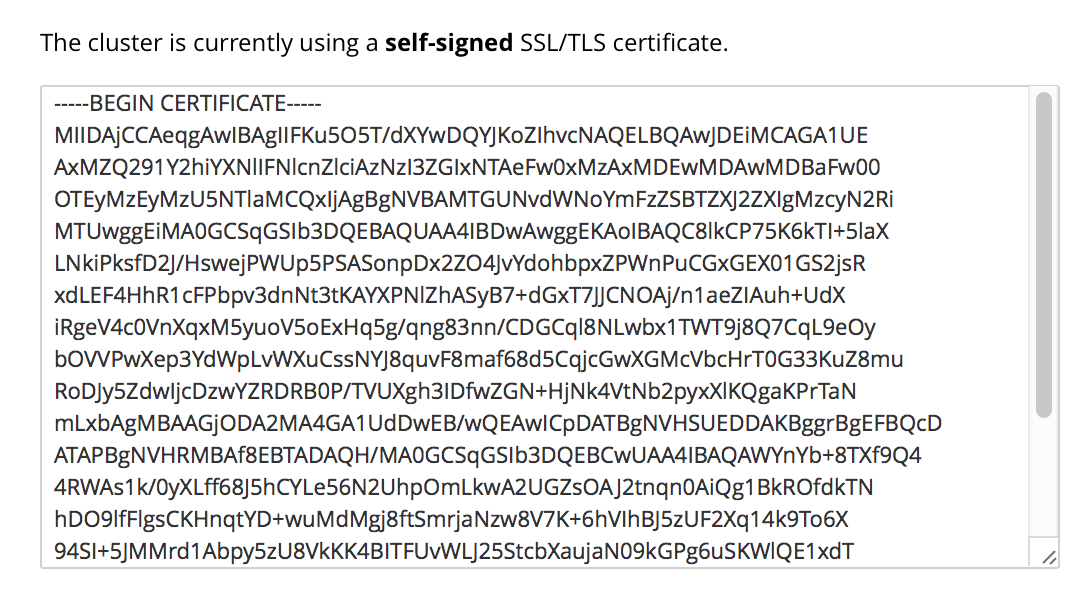 The cluster is currently using a self-signed SSL/TLS certificate.
-----BEGIN CERTIFICATE-----
MIIDAjCCAeqgAwIBAgIIFKu5O5T/dXYwDQYJKoZIhvcNAQELBQAwJDEiMCAGA1UE
AxMZQ291Y2hiYXNlIFNlcnZlciAzNzI3ZGIxNTAeFw0xMzAxMDEwMDAwMDBaFw00
OTEyMzEyMzU5NTlaMCQxIjAgBgNVBAMTGUNvdWNoYmFzZSBTZXJ2ZXIgMzcyN2Ri
MTUwggEiMA0GCSqGSIb3DQEBAQUAA4IBDwAwggEKAoIBAQC8lkCP75K6kTI+5laX
LNkiPksfD2J/HswejPWUp5PSASonpDx2ZO4JvYdohbpxZPWnPuCGxGEX01GS2jsR
xdLEF4HhR1cFPbpv3dnNt3tKAYXPNlZhASyB7+dGxT7JJCNOAj/n1aeZIAuh+UdX
iRgeV4c0VnXqxM5yuoV5oExHq5g/qng83nn/CDGCql8NLwbx1TWT9j8Q7CqL9eOy
bOVVPwXep3YdWpLvWXuCssNYJ8quvF8maf68d5CqjcGwXGMcVbcHrT0G33KuZ8mu
RoDJy5ZdwIjcDzwYZRDRB0P/TVUXgh3IDfwZGN+HjNk4VtNb2pyxXlKQgaKPrTaN
mLxbAgMBAAGjODA2MA4GA1UdDwEB/wQEAwICpDATBgNVHSUEDDAKBggrBgEFBQcD
ATAPBgNVHRMBAf8EBTADAQH/MA0GCSqGSIb3DQEBCwUAA4IBAQAWYnYb+8TXf9Q4
4RWAs1k/0yXLff68J5hCYLe56N2UhpOmLkwA2UGZsOAJ2tnqn0AiQg1BkROfdkTN
hDO9lfFlgsCKHnqtYD+wuMdMgj8ftSmrjaNzw8V7K+6hVIhBJ5zUF2Xq14k9To6X
94SI+5JMMrd1Abpy5zU8VkKK4BITFUvWLJ25StcbXaujaN09kGPg6uSKWlQE1xdT